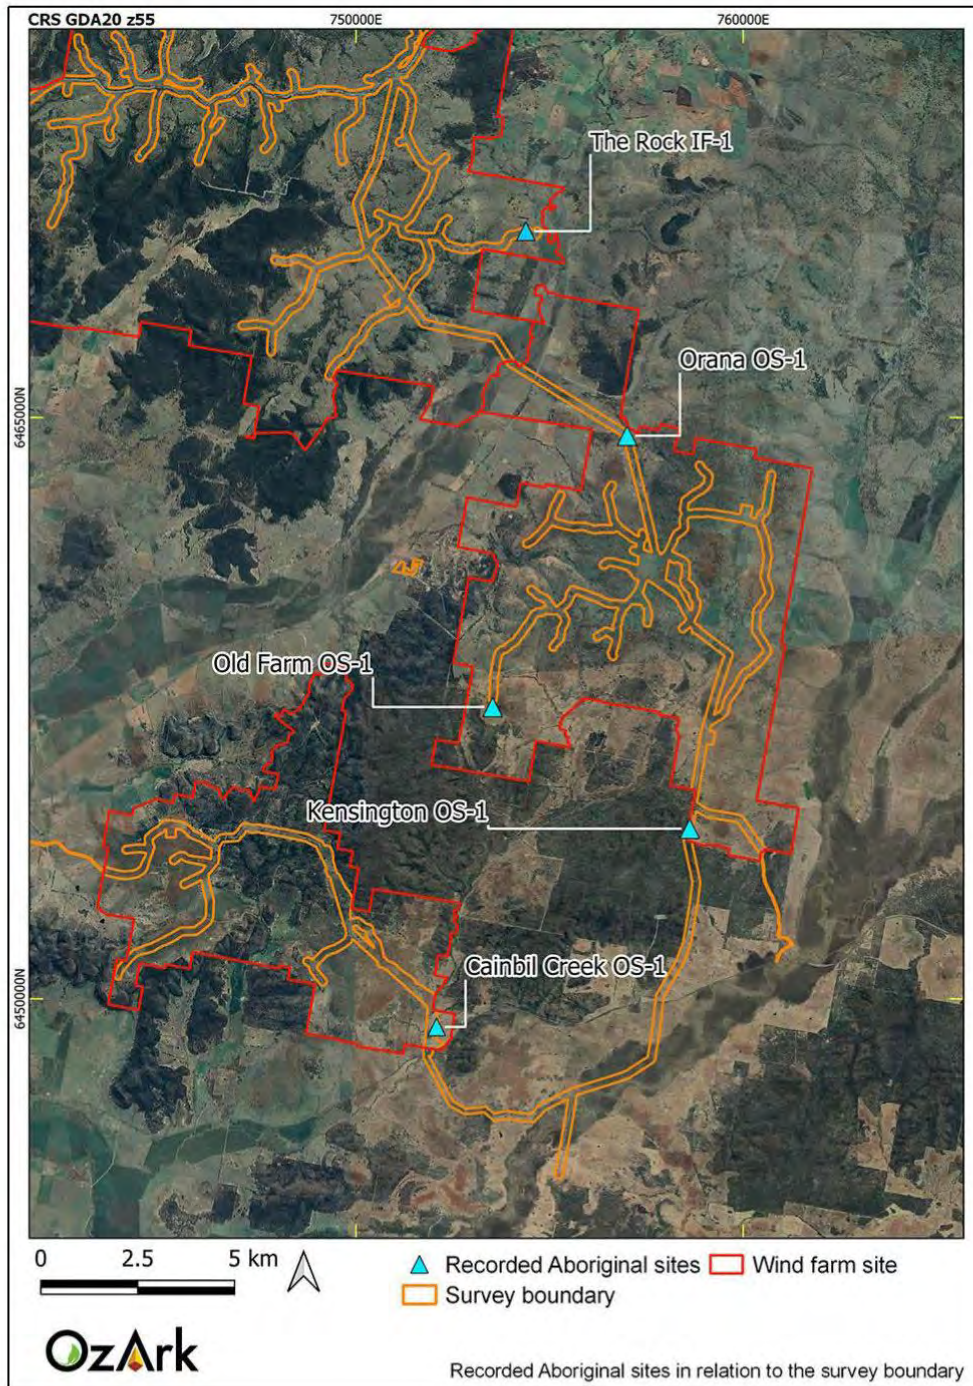 CRS GDA20 z55
750000E
760000E
The Rock IF-1
Orana OS-1
6465000N
Old Farm OS-1
Kensington OS-1
Cainbil Creek OS-1
6450000N
0 2.5 5 km
Recorded Aboriginal sites
Wind farm site
Survey boundary
OzArk
Recorded Aboriginal sites in relation to the survey boundary